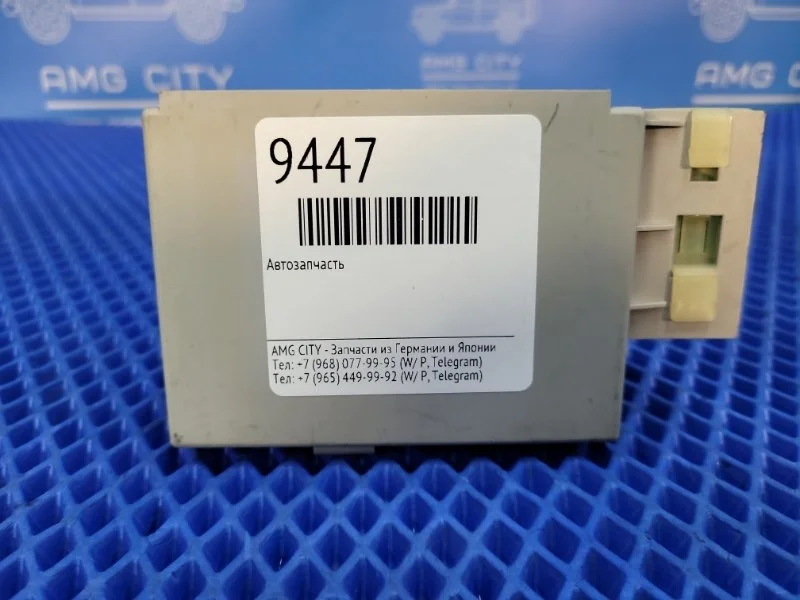 AMG CITY
AMG CITY
AMG CITY
9447
Автозапчасть
AMG CITY - Запчасти из Германии и Японии
Тел: +7 (968) 077-99-95 (W/ P, Telegram)
Тел: +7 (965) 449-99-92 (W/ P, Telegram)